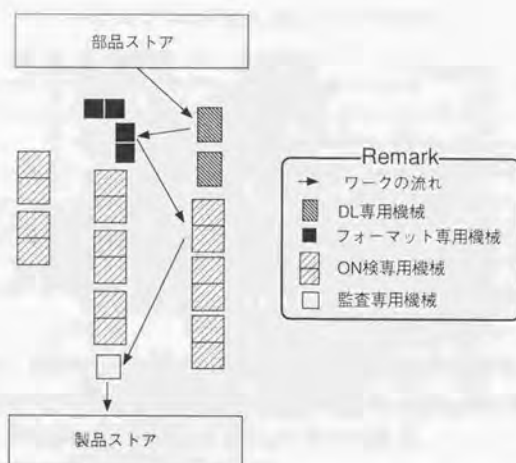 部品ストア
Remark
ワークの流れ
DL専用機械
フォーマット専用機械
ON検専用機械
監査専用機械
製品ストア